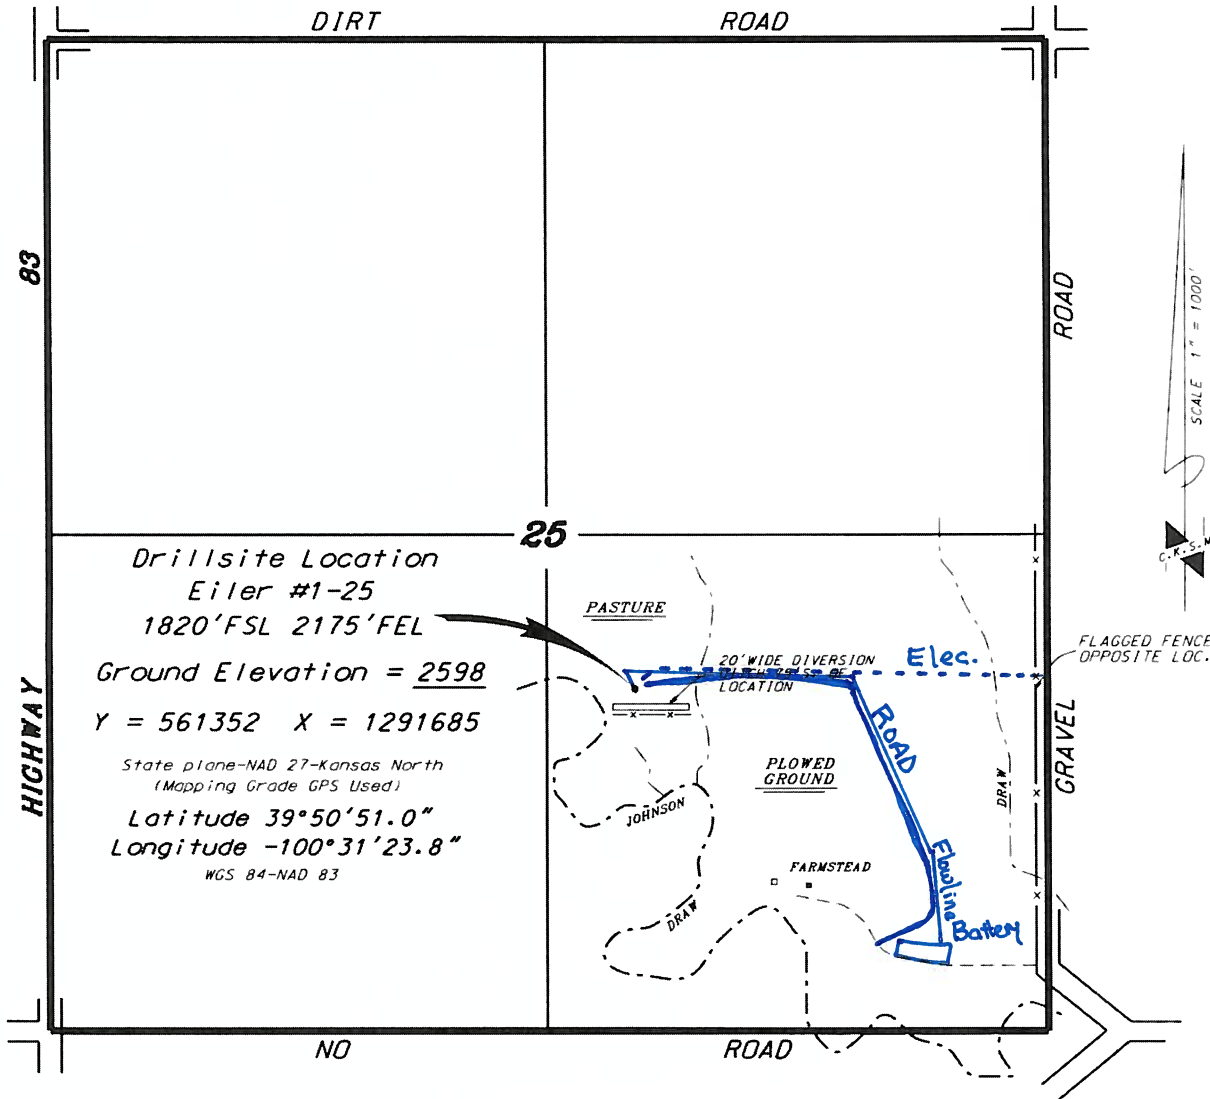 DIRT ROAD
83
ROAD
SCALE 1" = 1000'
25
C.K.S.M
Drillsite Location
Eiler #1-25
1820'FSL 2175'FEL
Ground Elevation = 2598
Y = 561352 X = 1291685
State plane-NAD 27-Kansas North
(Mapping Grade GPS Used)
Latitude 39°50'51.0"
Longitude -100°31'23.8"
WGS 84-NAD 83
HIGHWAY
PASTURE
20'WIDE DIVERSION
LOCATION
Elec.
FLAGGED FENCE
OPPOSITE LOC.
ROAD
PLOWED
GROUND
DRAW
GRAVEL
JOHNSON
DRAW
FARMSTEAD
Flowline
Battery
NO ROAD